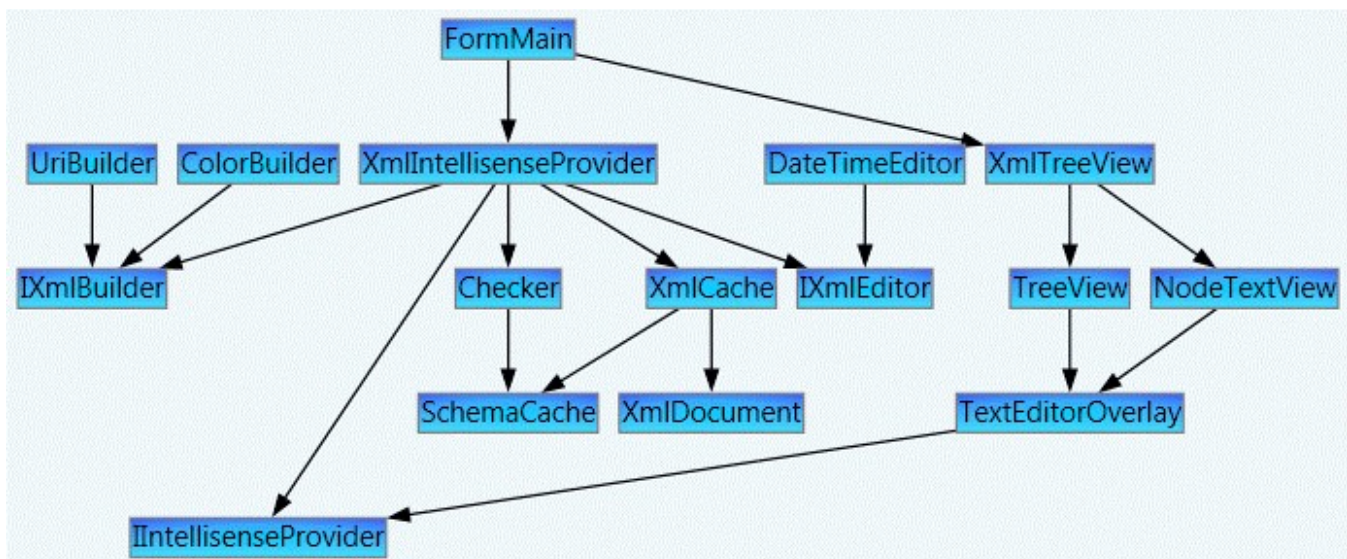 FormMain
UriBuilder
ColorBuilder
XmlIntellisenseProvider
DateTimeEditor
XmlTreeView
IXmlBuilder
Checker
XmlCache
IXmlEditor
TreeView
NodeTextView
SchemaCache
XmlDocument
TextEditorOverlay
IIntellisenseProvider